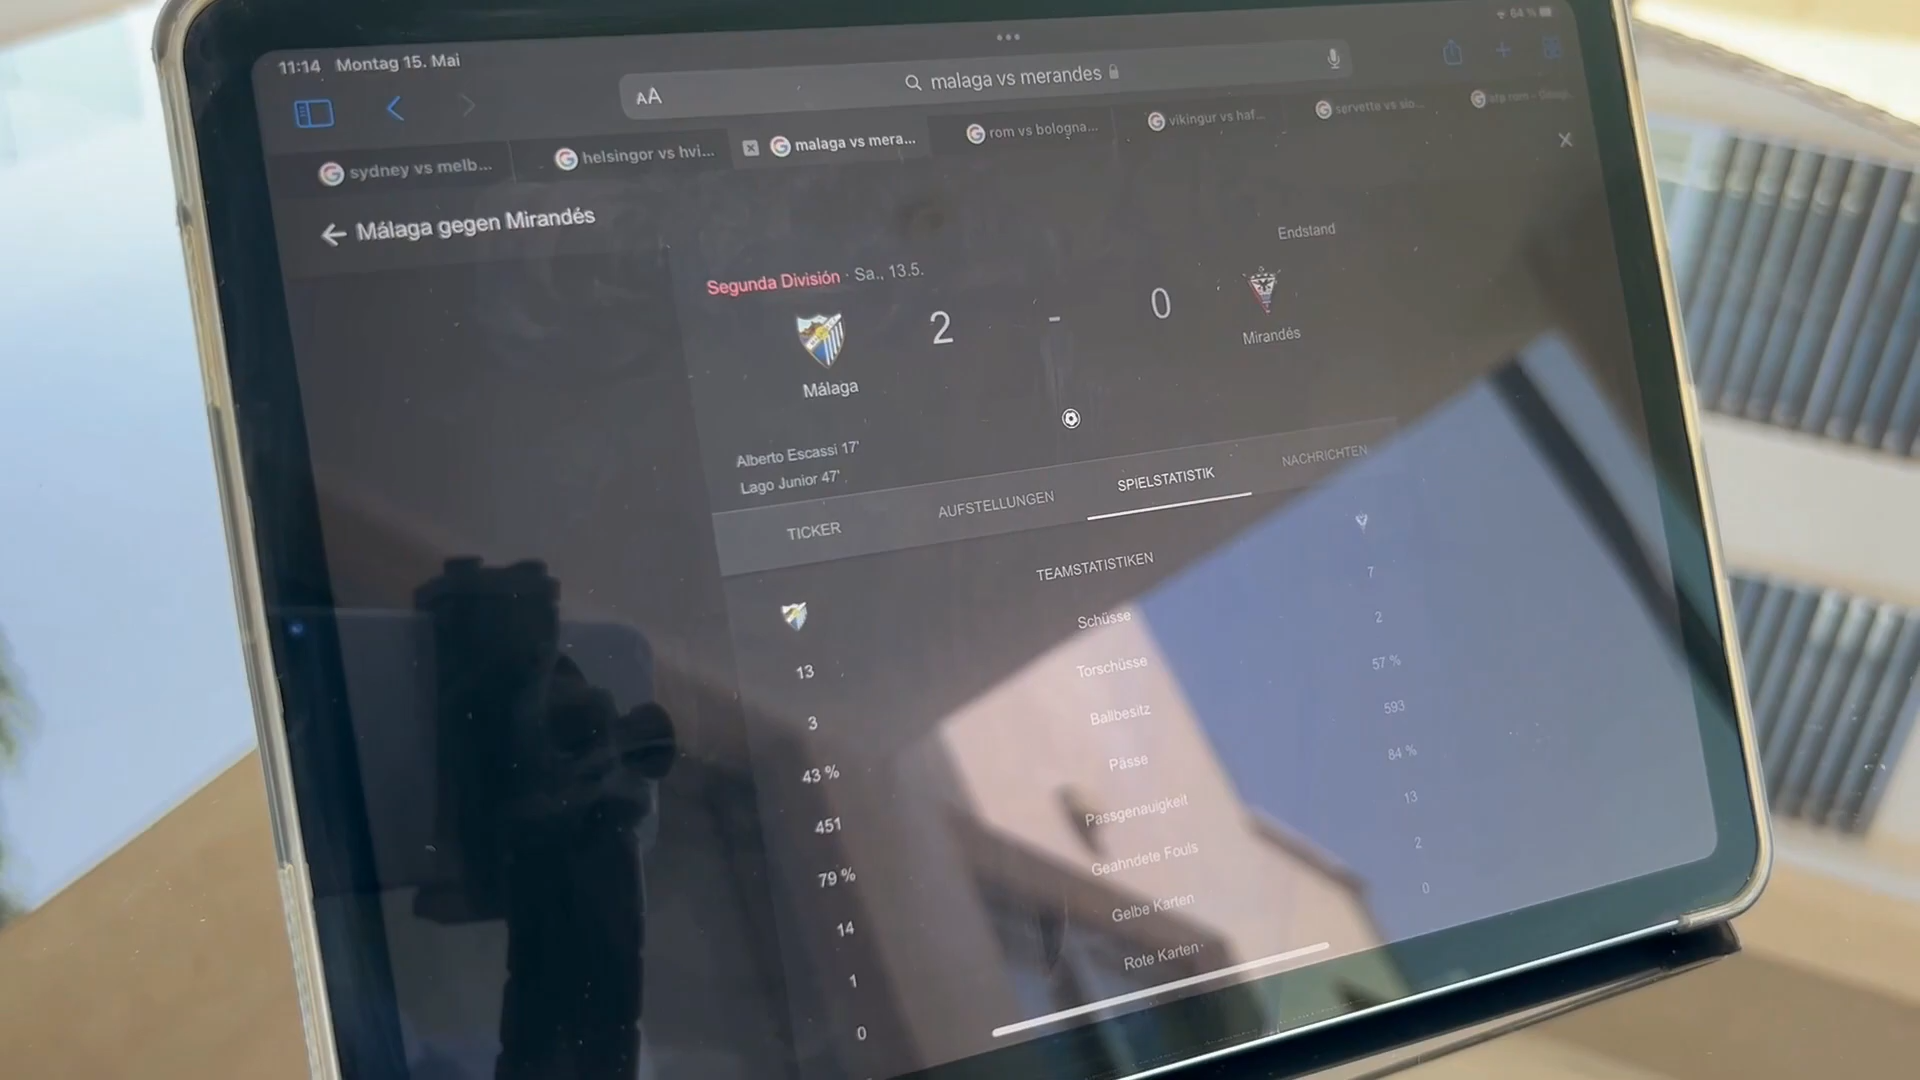 11:14 Montag 15. Mai
64 %
AA
malaga vs merandes
sydney vs melb...
helsingor vs hvi...
malaga vs mera...
rom vs bologna...
vikingur vs haf...
servette vs sio...
Málaga gegen Mirandés
Segunda División · Sa., 13.5.
Endstand
2 - 0
Málaga
Mirandés
Alberto Escassi 17'
Lago Junior 47'
TICKER
AUFSTELLUNGEN
SPIELSTATISTIK
NACHRICHTEN
TEAMSTATISTIKEN
13 Schüsse 7
3 Torschüsse 2
43 % Ballbesitz 57 %
451 Pässe 593
79 % Passgenauigkeit 84 %
14 Geahndete Fouls 13
1 Gelbe Karten 2
0 Rote Karten 0